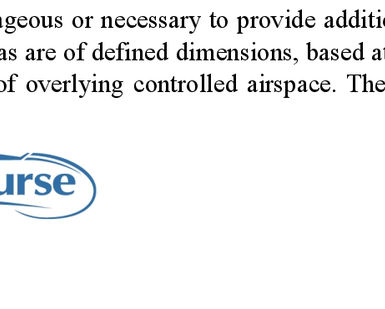 ageous or necessary to provide additi
as are of defined dimensions, based at
of overlying controlled airspace. The
urse